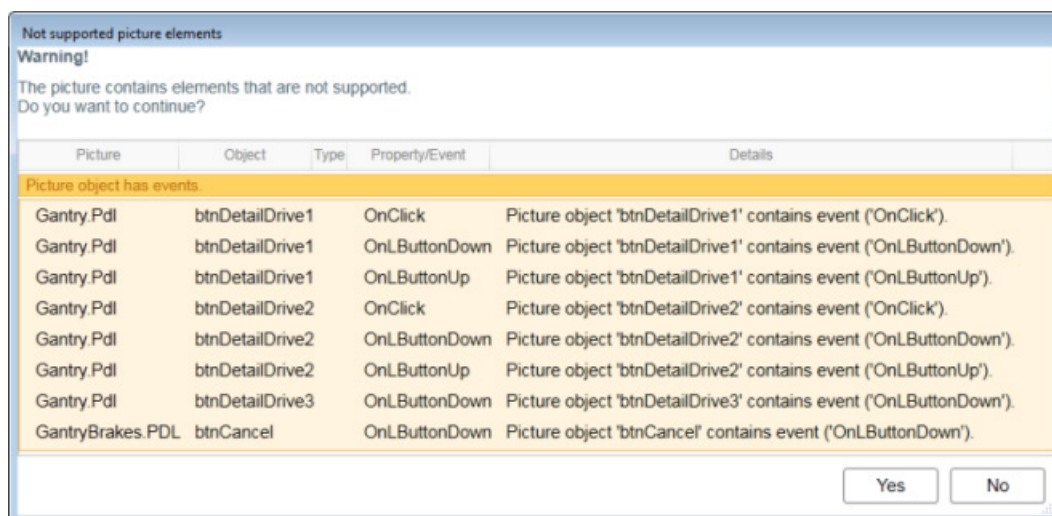 Not supported picture elements
Warning!
The picture contains elements that are not supported.
Do you want to continue?
Picture Object Type Property/Event Details
Picture object has events.
Gantry.Pdl btnDetailDrive1 OnClick Picture object 'btnDetailDrive1' contains event ('OnClick').
Gantry.Pdl btnDetailDrive1 OnLButtonDown Picture object 'btnDetailDrive1' contains event ('OnLButtonDown').
Gantry.Pdl btnDetailDrive1 OnLButtonUp Picture object 'btnDetailDrive1' contains event ('OnLButtonUp').
Gantry.Pdl btnDetailDrive2 OnClick Picture object 'btnDetailDrive2' contains event ('OnClick').
Gantry.Pdl btnDetailDrive2 OnLButtonDown Picture object 'btnDetailDrive2' contains event ('OnLButtonDown').
Gantry.Pdl btnDetailDrive2 OnLButtonUp Picture object 'btnDetailDrive2' contains event ('OnLButtonUp').
Gantry.Pdl btnDetailDrive3 OnLButtonDown Picture object 'btnDetailDrive3' contains event ('OnLButtonDown').
GantryBrakes.PDL btnCancel OnLButtonDown Picture object 'btnCancel' contains event ('OnLButtonDown').
Yes No